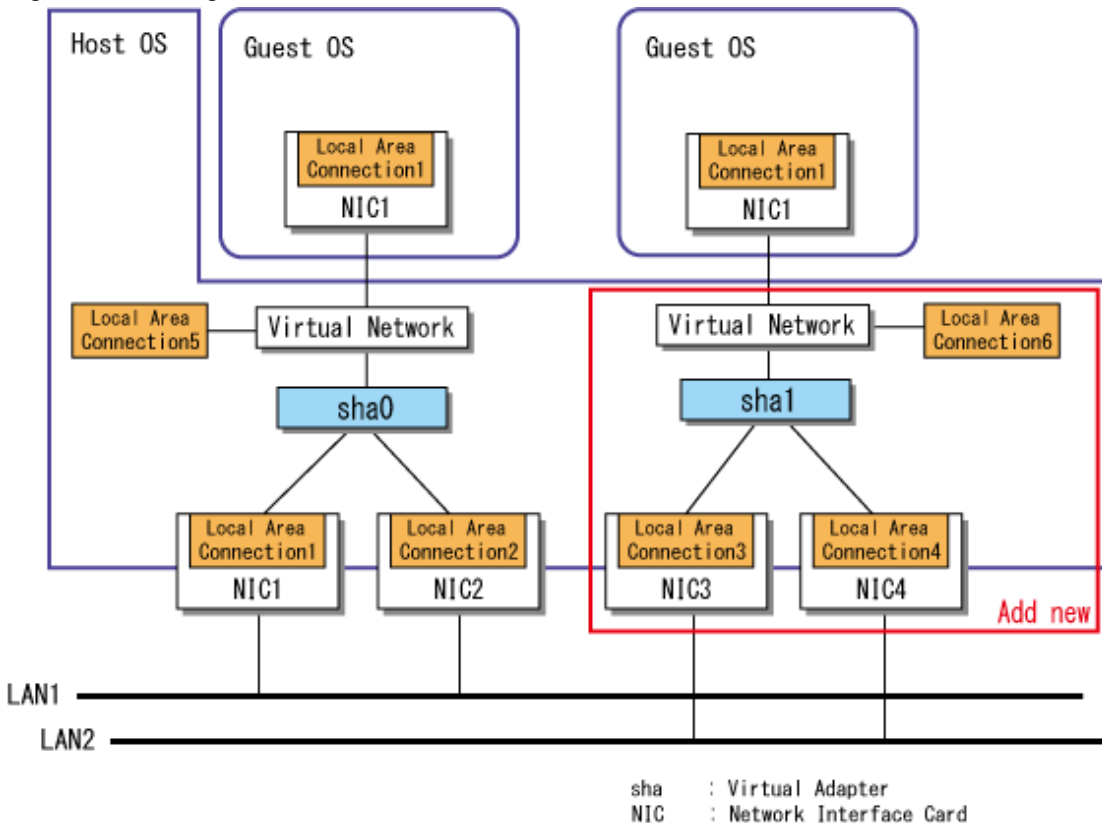 Host OS
Guest OS
Guest OS
Local Area
Connection1
NIC1
Local Area
Connection1
NIC1
Local Area
Connection5
Virtual Network
Virtual Network
Local Area
Connection6
sha0
sha1
Local Area
Connection1
NIC1
Local Area
Connection2
NIC2
Local Area
Connection3
NIC3
Local Area
Connection4
NIC4
Add new
LAN1
LAN2
sha : Virtual Adapter
NIC : Network Interface Card